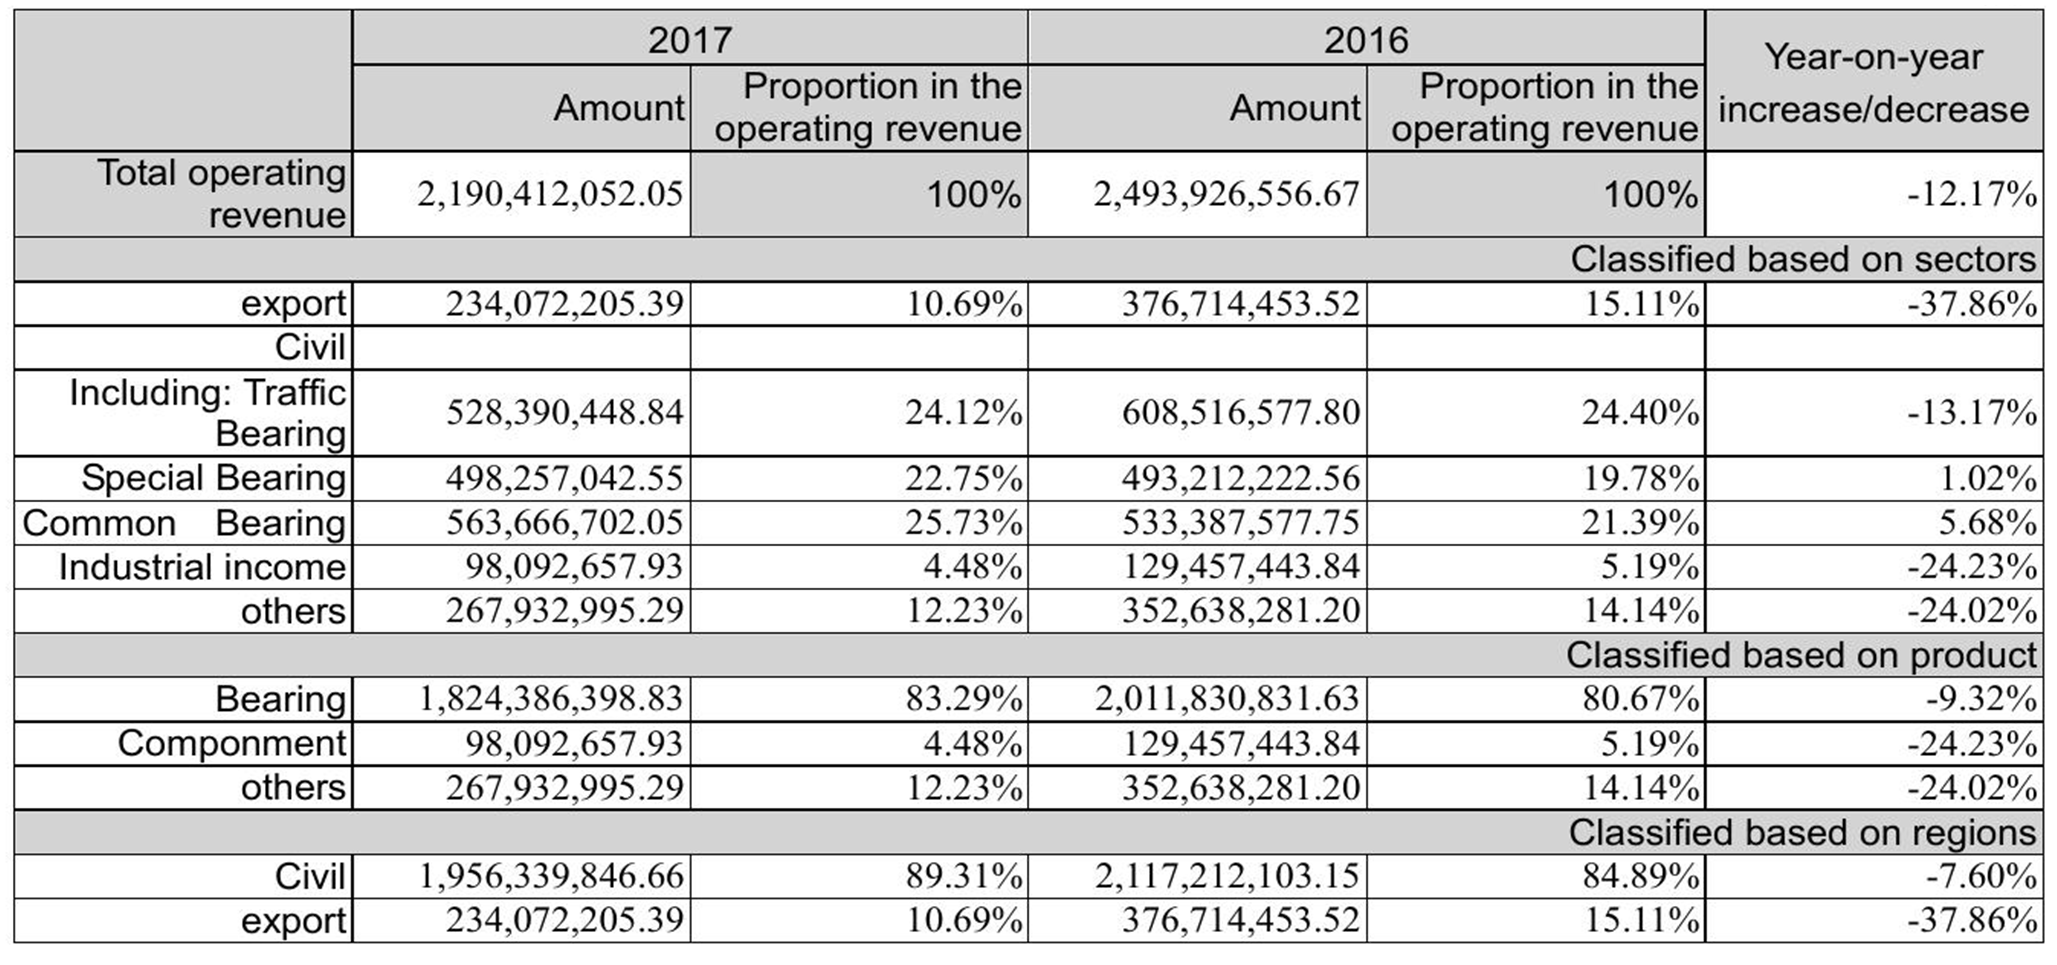 2017 2016 Year-on-year increase/decrease
Amount Proportion in the operating revenue Amount Proportion in the operating revenue
Total operating revenue 2,190,412,052.05 100% 2,493,926,556.67 100% -12.17%
Classified based on sectors
export 234,072,205.39 10.69% 376,714,453.52 15.11% -37.86%
Civil
Including: Traffic Bearing 528,390,448.84 24.12% 608,516,577.80 24.40% -13.17%
Special Bearing 498,257,042.55 22.75% 493,212,222.56 19.78% 1.02%
Common Bearing 563,666,702.05 25.73% 533,387,577.75 21.39% 5.68%
Industrial income 98,092,657.93 4.48% 129,457,443.84 5.19% -24.23%
others 267,932,995.29 12.23% 352,638,281.20 14.14% -24.02%
Classified based on product
Bearing 1,824,386,398.83 83.29% 2,011,830,831.63 80.67% -9.32%
Componment 98,092,657.93 4.48% 129,457,443.84 5.19% -24.23%
others 267,932,995.29 12.23% 352,638,281.20 14.14% -24.02%
Classified based on regions
Civil 1,956,339,846.66 89.31% 2,117,212,103.15 84.89% -7.60%
export 234,072,205.39 10.69% 376,714,453.52 15.11% -37.86%